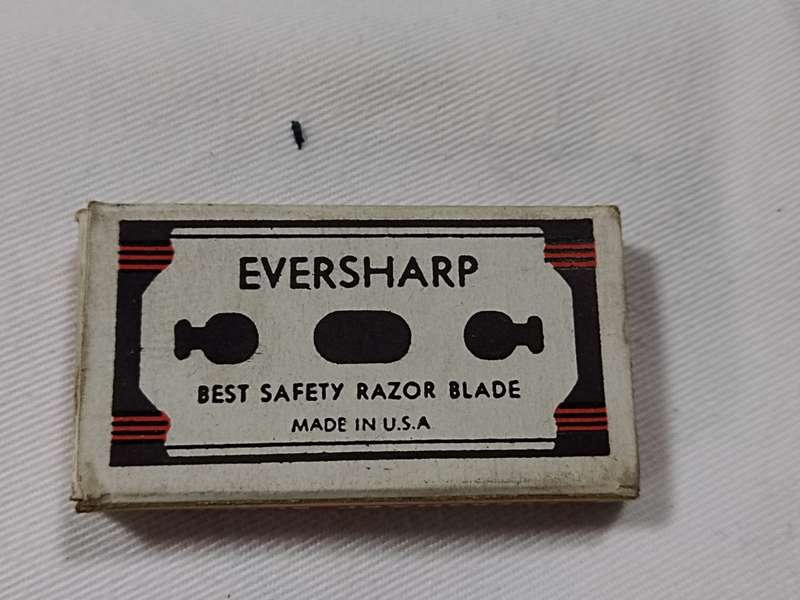 EVERSHARP
BEST SAFETY RAZOR BLADE
MADE IN U.S.A